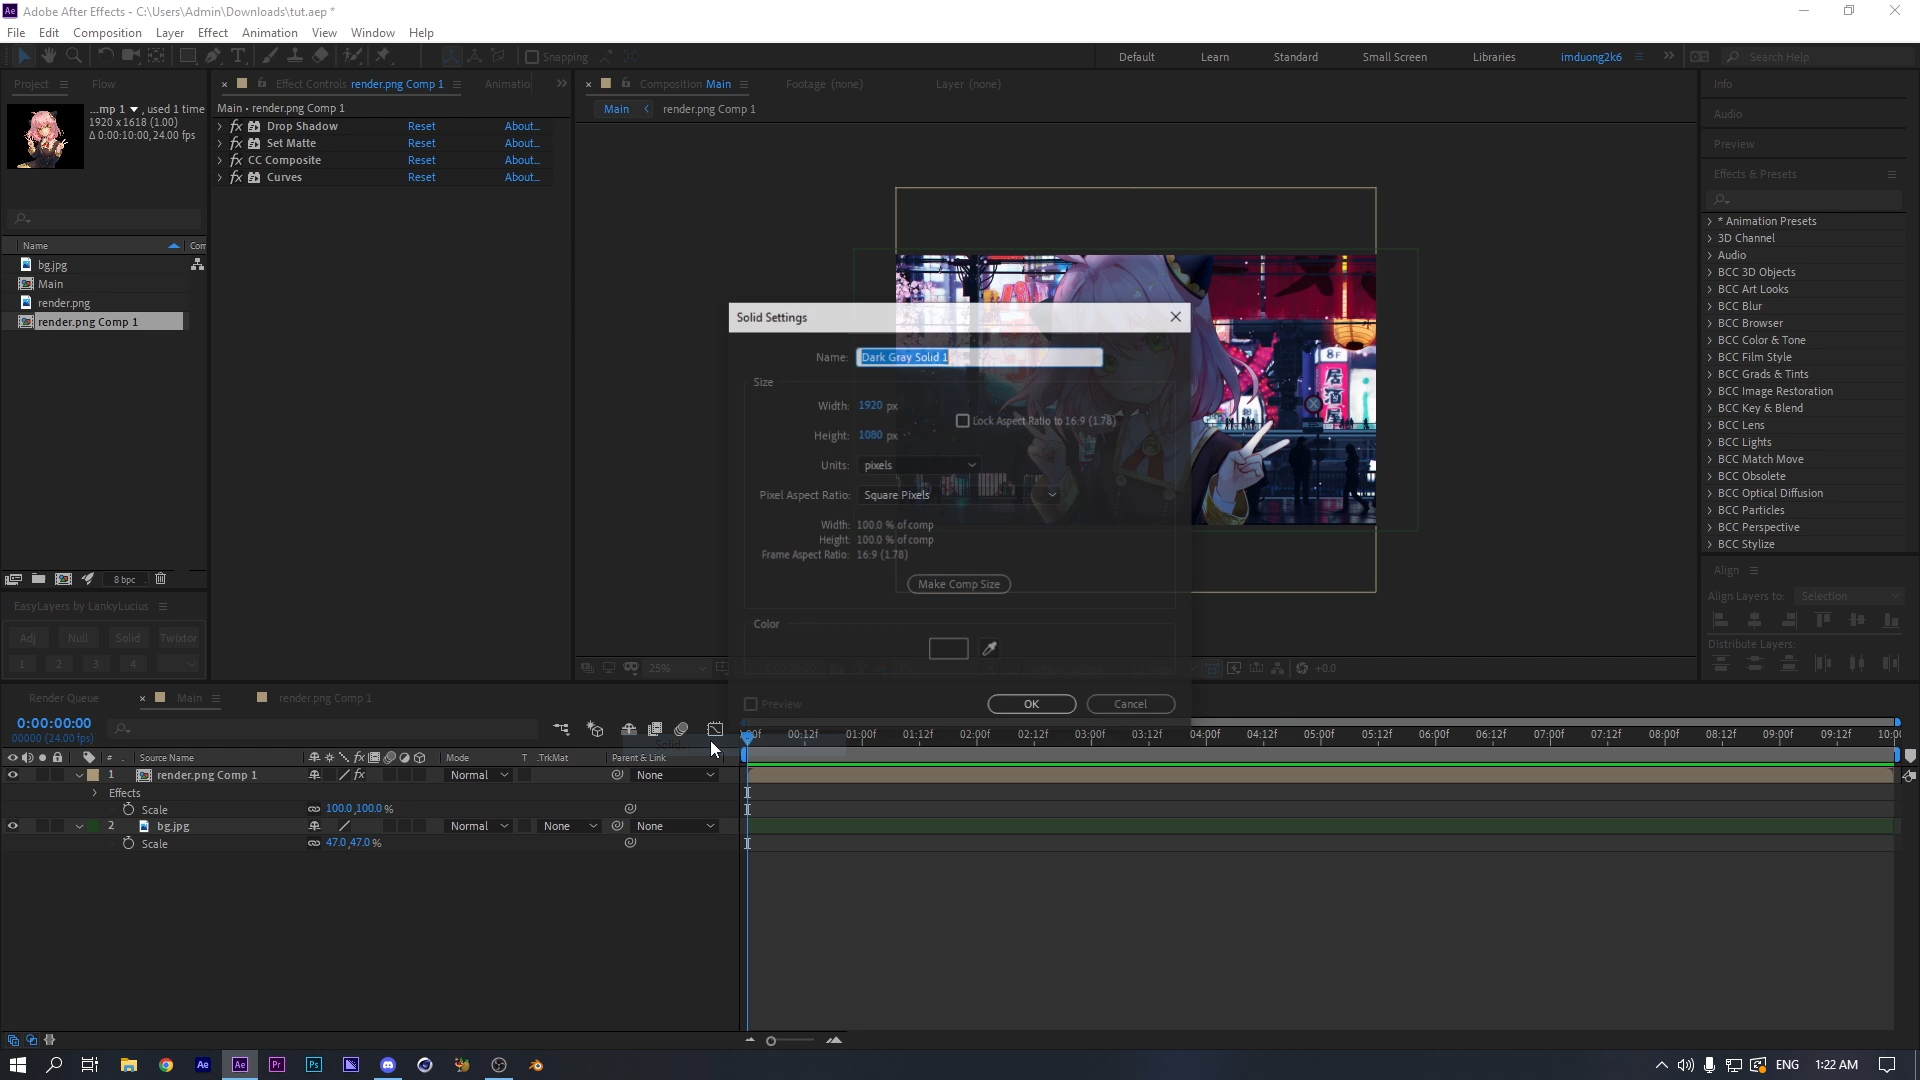 Adobe After Effects - C:\Users\Admin\Downloads\tut.aep *
File Edit Composition Layer Effect Animation View Window Help
Snapping
Default Learn Standard Small Screen Libraries imduong2k6 Search Help
Project Flow
...mp 1 , used 1 time
1920 x 1618 (1.00)
Δ 0:00:10:00, 24.00 fps
Name
bg.jpg
Main
render.png
render.png Comp 1
8 bpc
EasyLayers by LankyLucius
Adj Null Solid Twixtor
1 2 3 4
Effect Controls render.png Comp 1
Main • render.png Comp 1
fx Drop Shadow Reset About...
fx Set Matte Reset About...
fx CC Composite Reset About...
fx Curves Reset About...
Composition Main Footage (none) Layer (none)
Main render.png Comp 1
8F
居
酒
屋
Solid Settings
Name: Dark Gray Solid 1
Size
Width: 1920 px
Lock Aspect Ratio to 16:9 (1.78)
Height: 1080 px
Units: pixels
Pixel Aspect Ratio: Square Pixels
Width: 100.0 % of comp
Height: 100.0 % of comp
Frame Aspect Ratio: 16:9 (1.78)
Make Comp Size
Color
Preview OK Cancel
25%
+0.0
Info
Audio
Preview
Effects & Presets
* Animation Presets
3D Channel
Audio
BCC 3D Objects
BCC Art Looks
BCC Blur
BCC Browser
BCC Color & Tone
BCC Film Style
BCC Grads & Tints
BCC Image Restoration
BCC Key & Blend
BCC Lens
BCC Lights
BCC Match Move
BCC Obsolete
BCC Optical Diffusion
BCC Particles
BCC Perspective
BCC Stylize
Align
Align Layers to: Selection
Distribute Layers:
Render Queue Main render.png Comp 1
0:00:00:00
00000 (24.00 fps)
00:12f 01:00f 01:12f 02:00f 02:12f 03:00f 03:12f 04:00f 04:12f 05:00f 05:12f 06:00f 06:12f 07:00f 07:12f 08:00f 08:12f 09:00f 09:12f 10:00
# Source Name fx Mode T .TrkMat Parent & Link
1 render.png Comp 1 fx Normal None
Effects
Scale 100.0,100.0 %
2 bg.jpg Normal None None
Scale 47.0,47.0 %
Ae Ae Pr Ps
ENG 1:22 AM